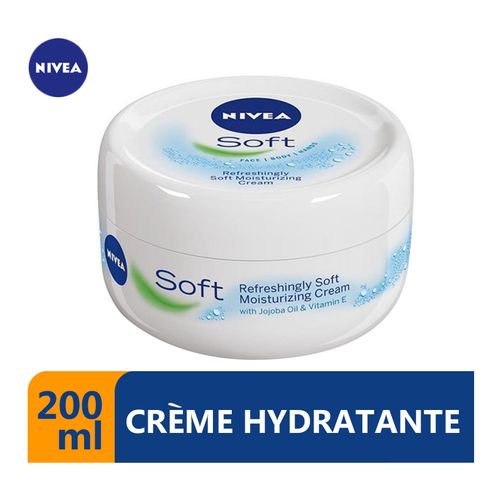 NIVEA
NIVEA
Soft
FACE | BODY | HANDS
Refreshingly
Soft Moisturizing
Cream
NIVEA
Soft
Refreshingly Soft
Moisturizing Cream
with Jojoba Oil & Vitamin E
200
ml
CRÈME HYDRATANTE